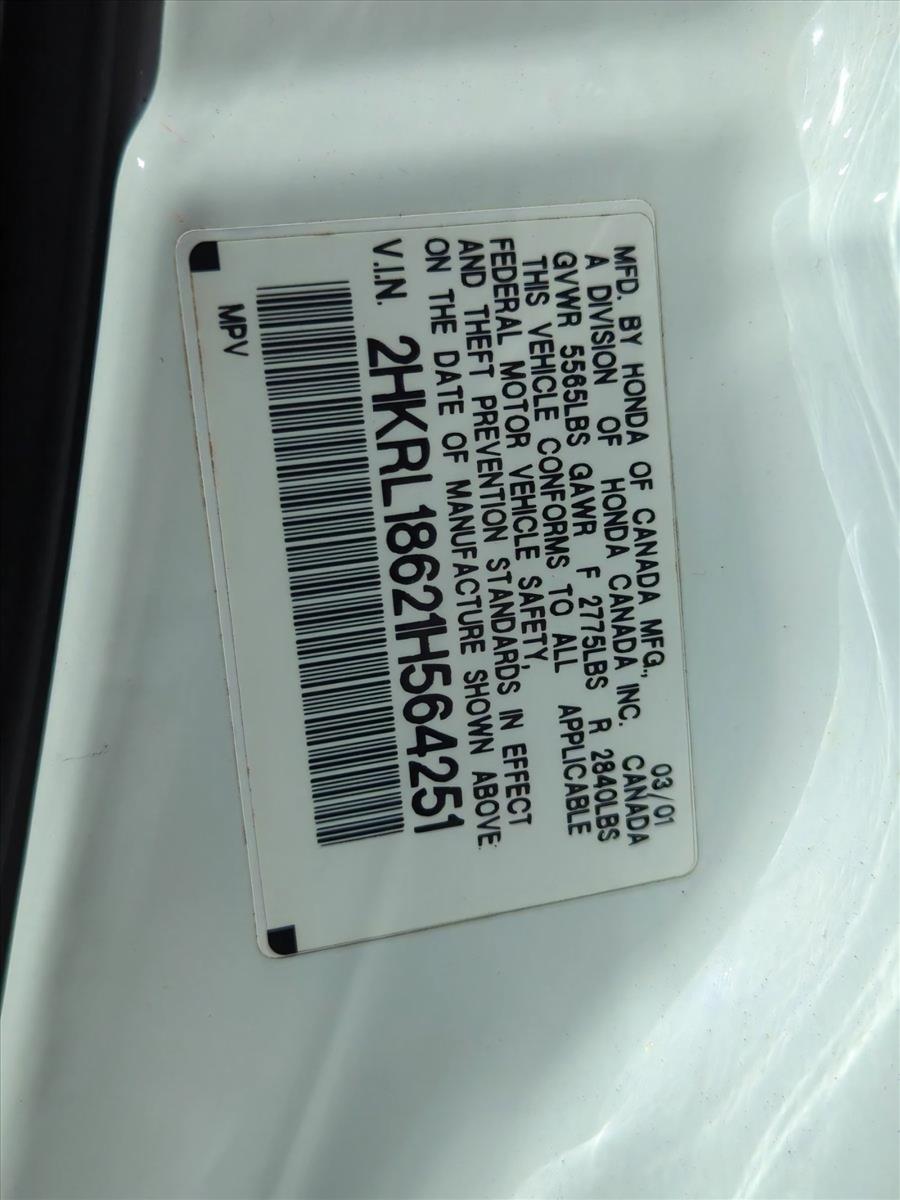 MFD. BY HONDA OF CANADA MFG.,
A DIVISION OF HONDA CANADA INC. CANADA 03/01
GVWR 5565LBS GAWR F 2775LBS R 2840LBS
THIS VEHICLE CONFORMS TO ALL APPLICABLE
FEDERAL MOTOR VEHICLE SAFETY,
AND THEFT PREVENTION STANDARDS IN EFFECT
ON THE DATE OF MANUFACTURE SHOWN ABOVE.
V.I.N. 2HKRL18621H564251
MPV